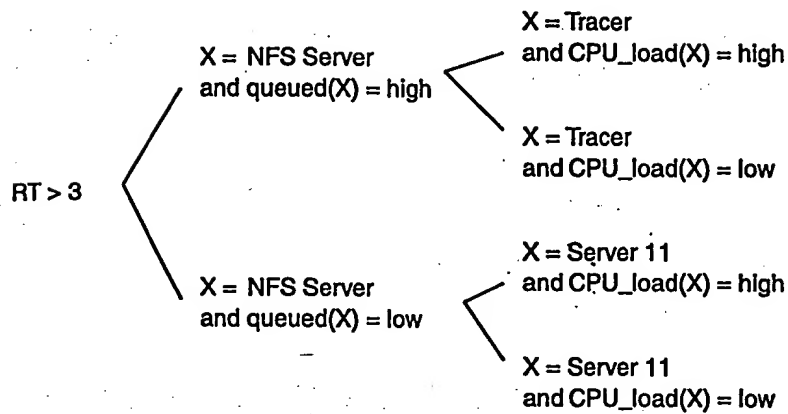 X = Tracer
and CPU_load(X) = high
X = NFS Server
and queued(X) = high
X = Tracer
and CPU_load(X) = low
RT > 3
X = Server 11
and CPU_load(X) = high
X = NFS Server
and queued(X) = low
X = Server 11
and CPU_load(X) = low